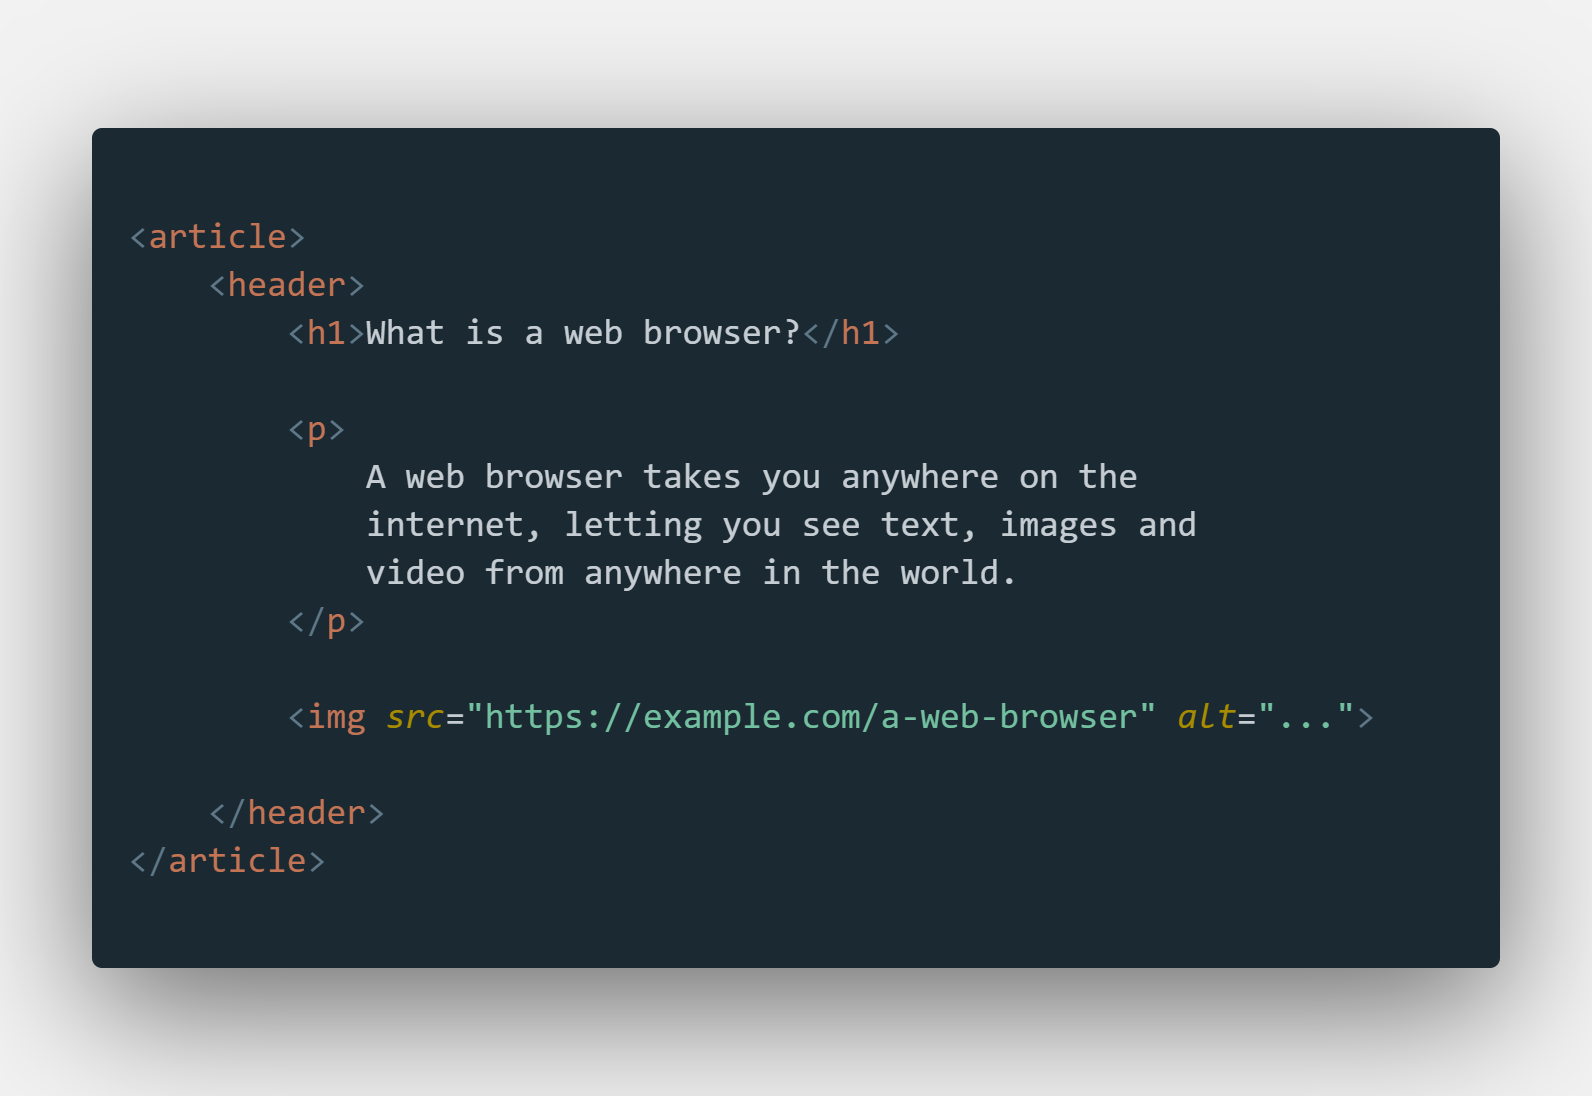 <article>
<header>
<h1>What is a web browser?</h1>
<p>
A web browser takes you anywhere on the
internet, letting you see text, images and
video from anywhere in the world.
</p>
<img src="https://example.com/a-web-browser" alt="...">
</header>
</article>